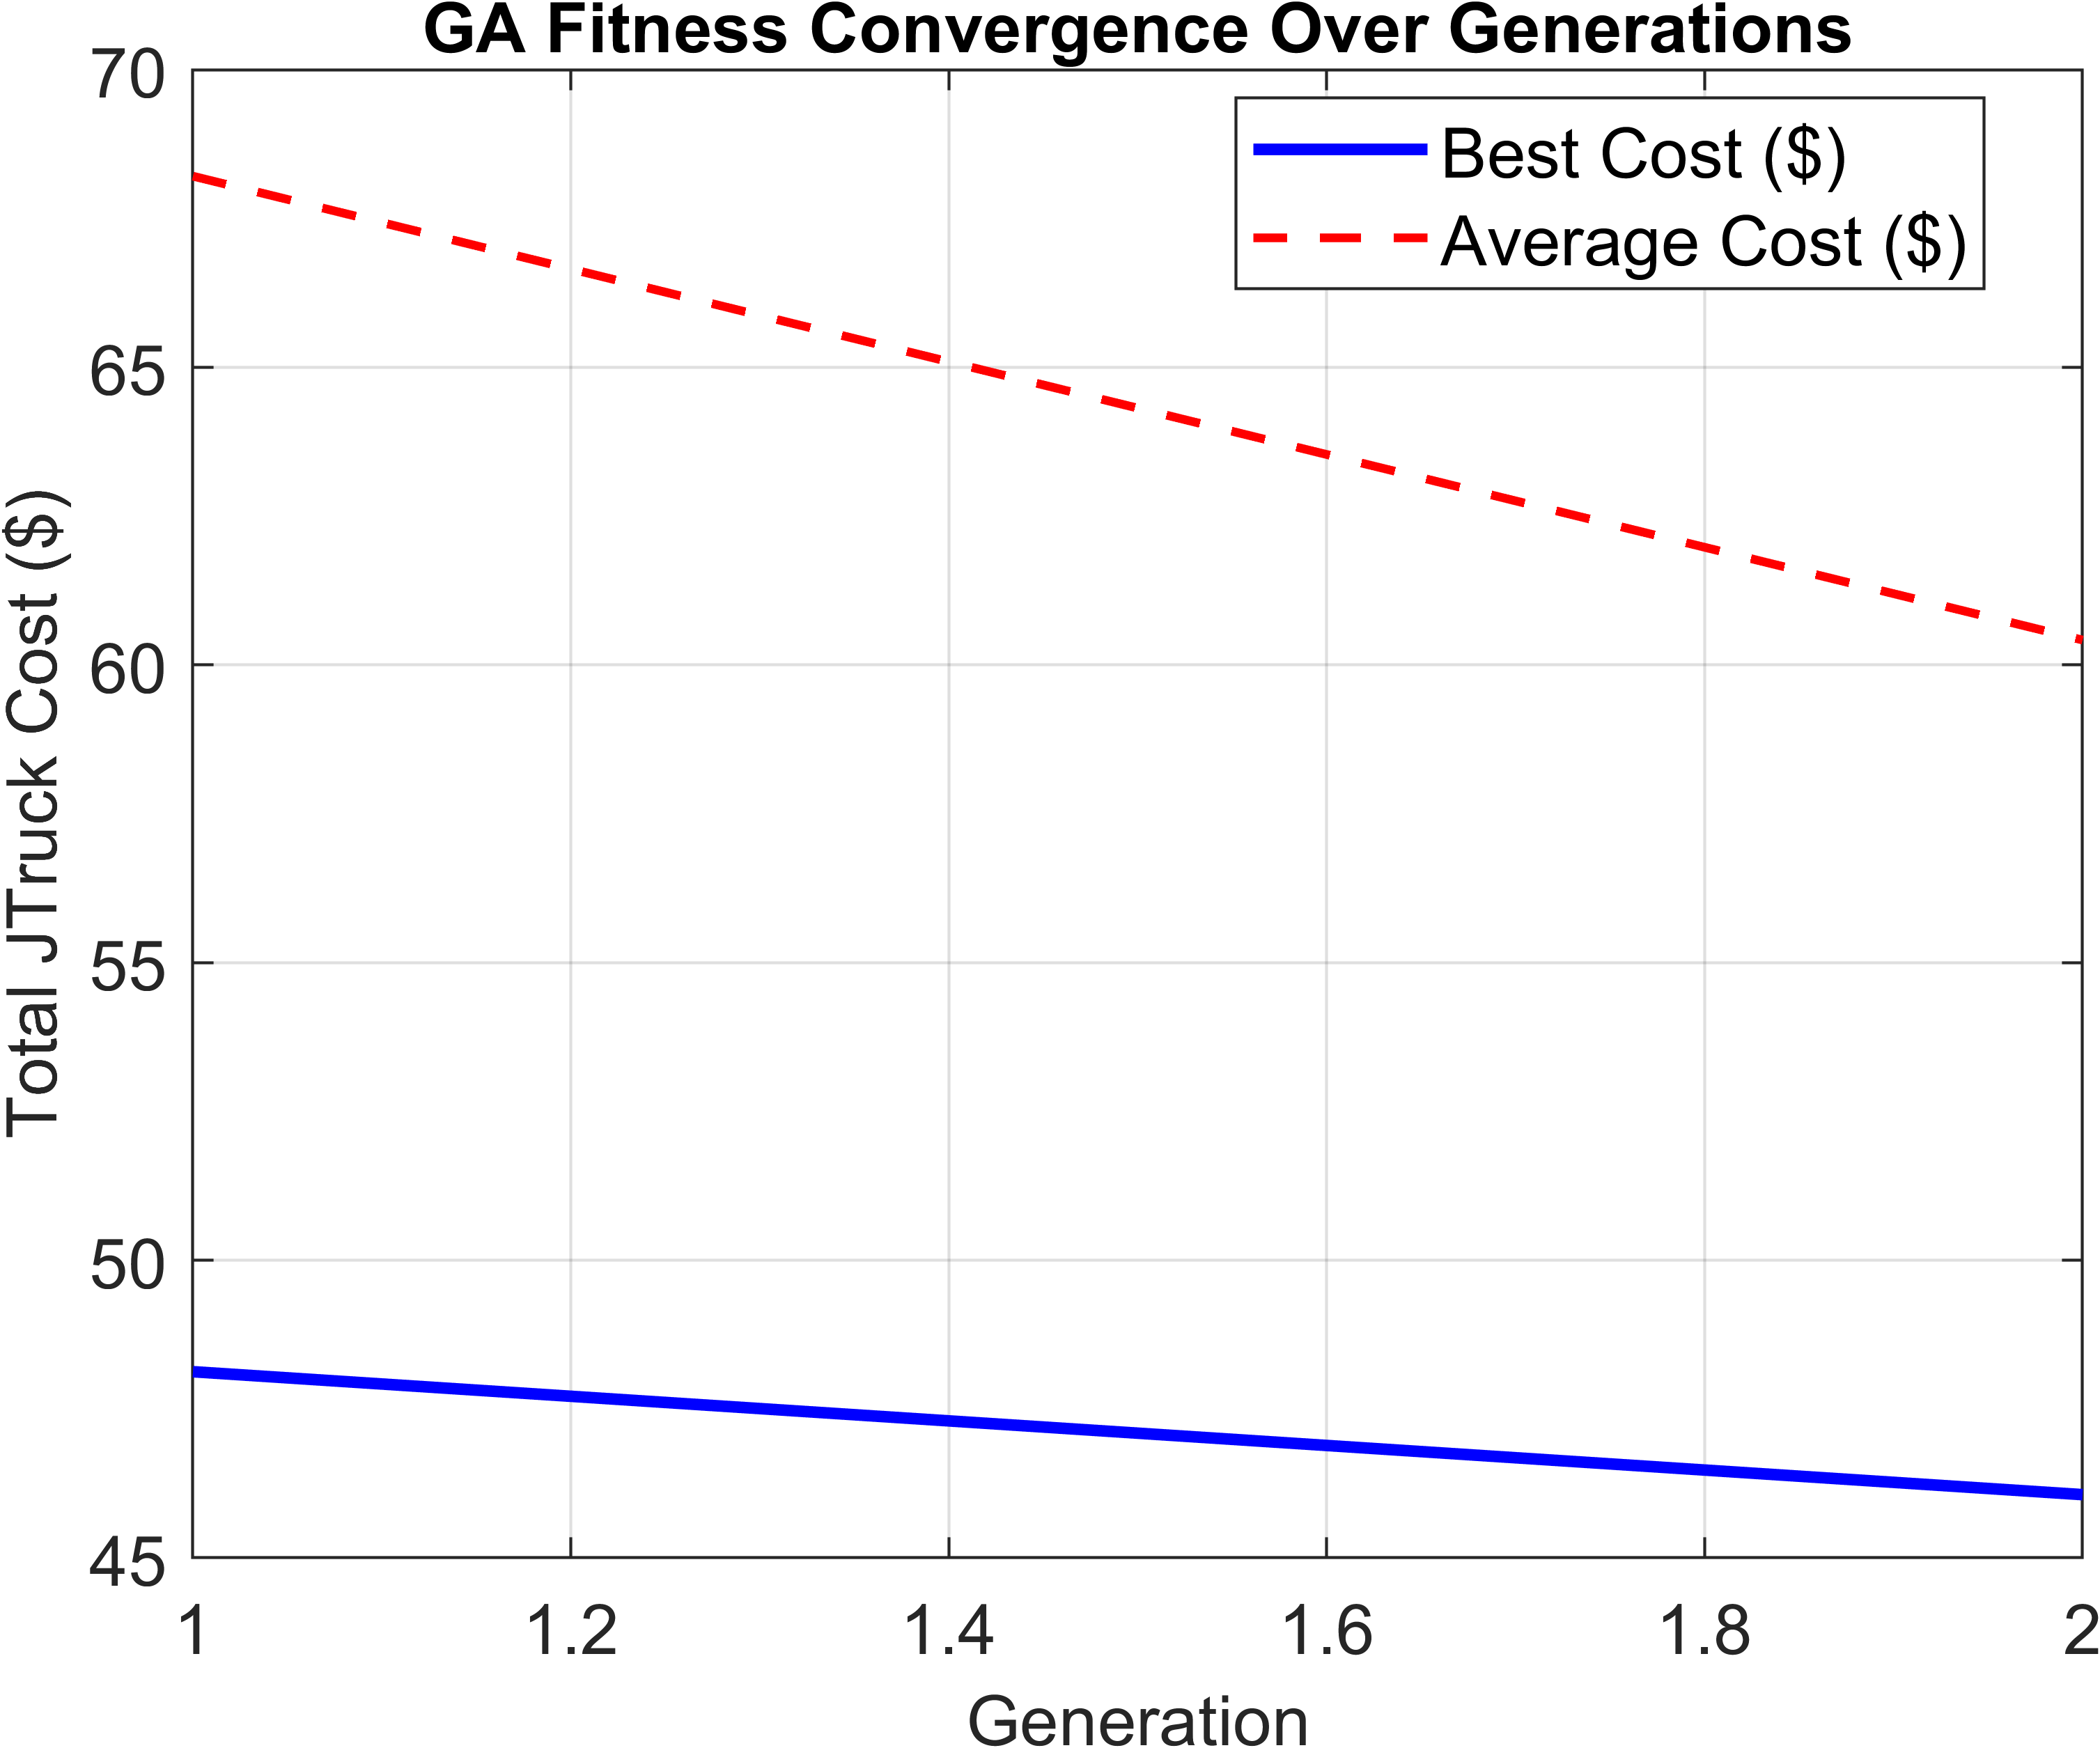 GA Fitness Convergence Over Generations
70
65
60
55
50
45
Total JTruck Cost ($)
Best Cost ($)
Average Cost ($)
1 1.2 1.4 1.6 1.8 2
Generation